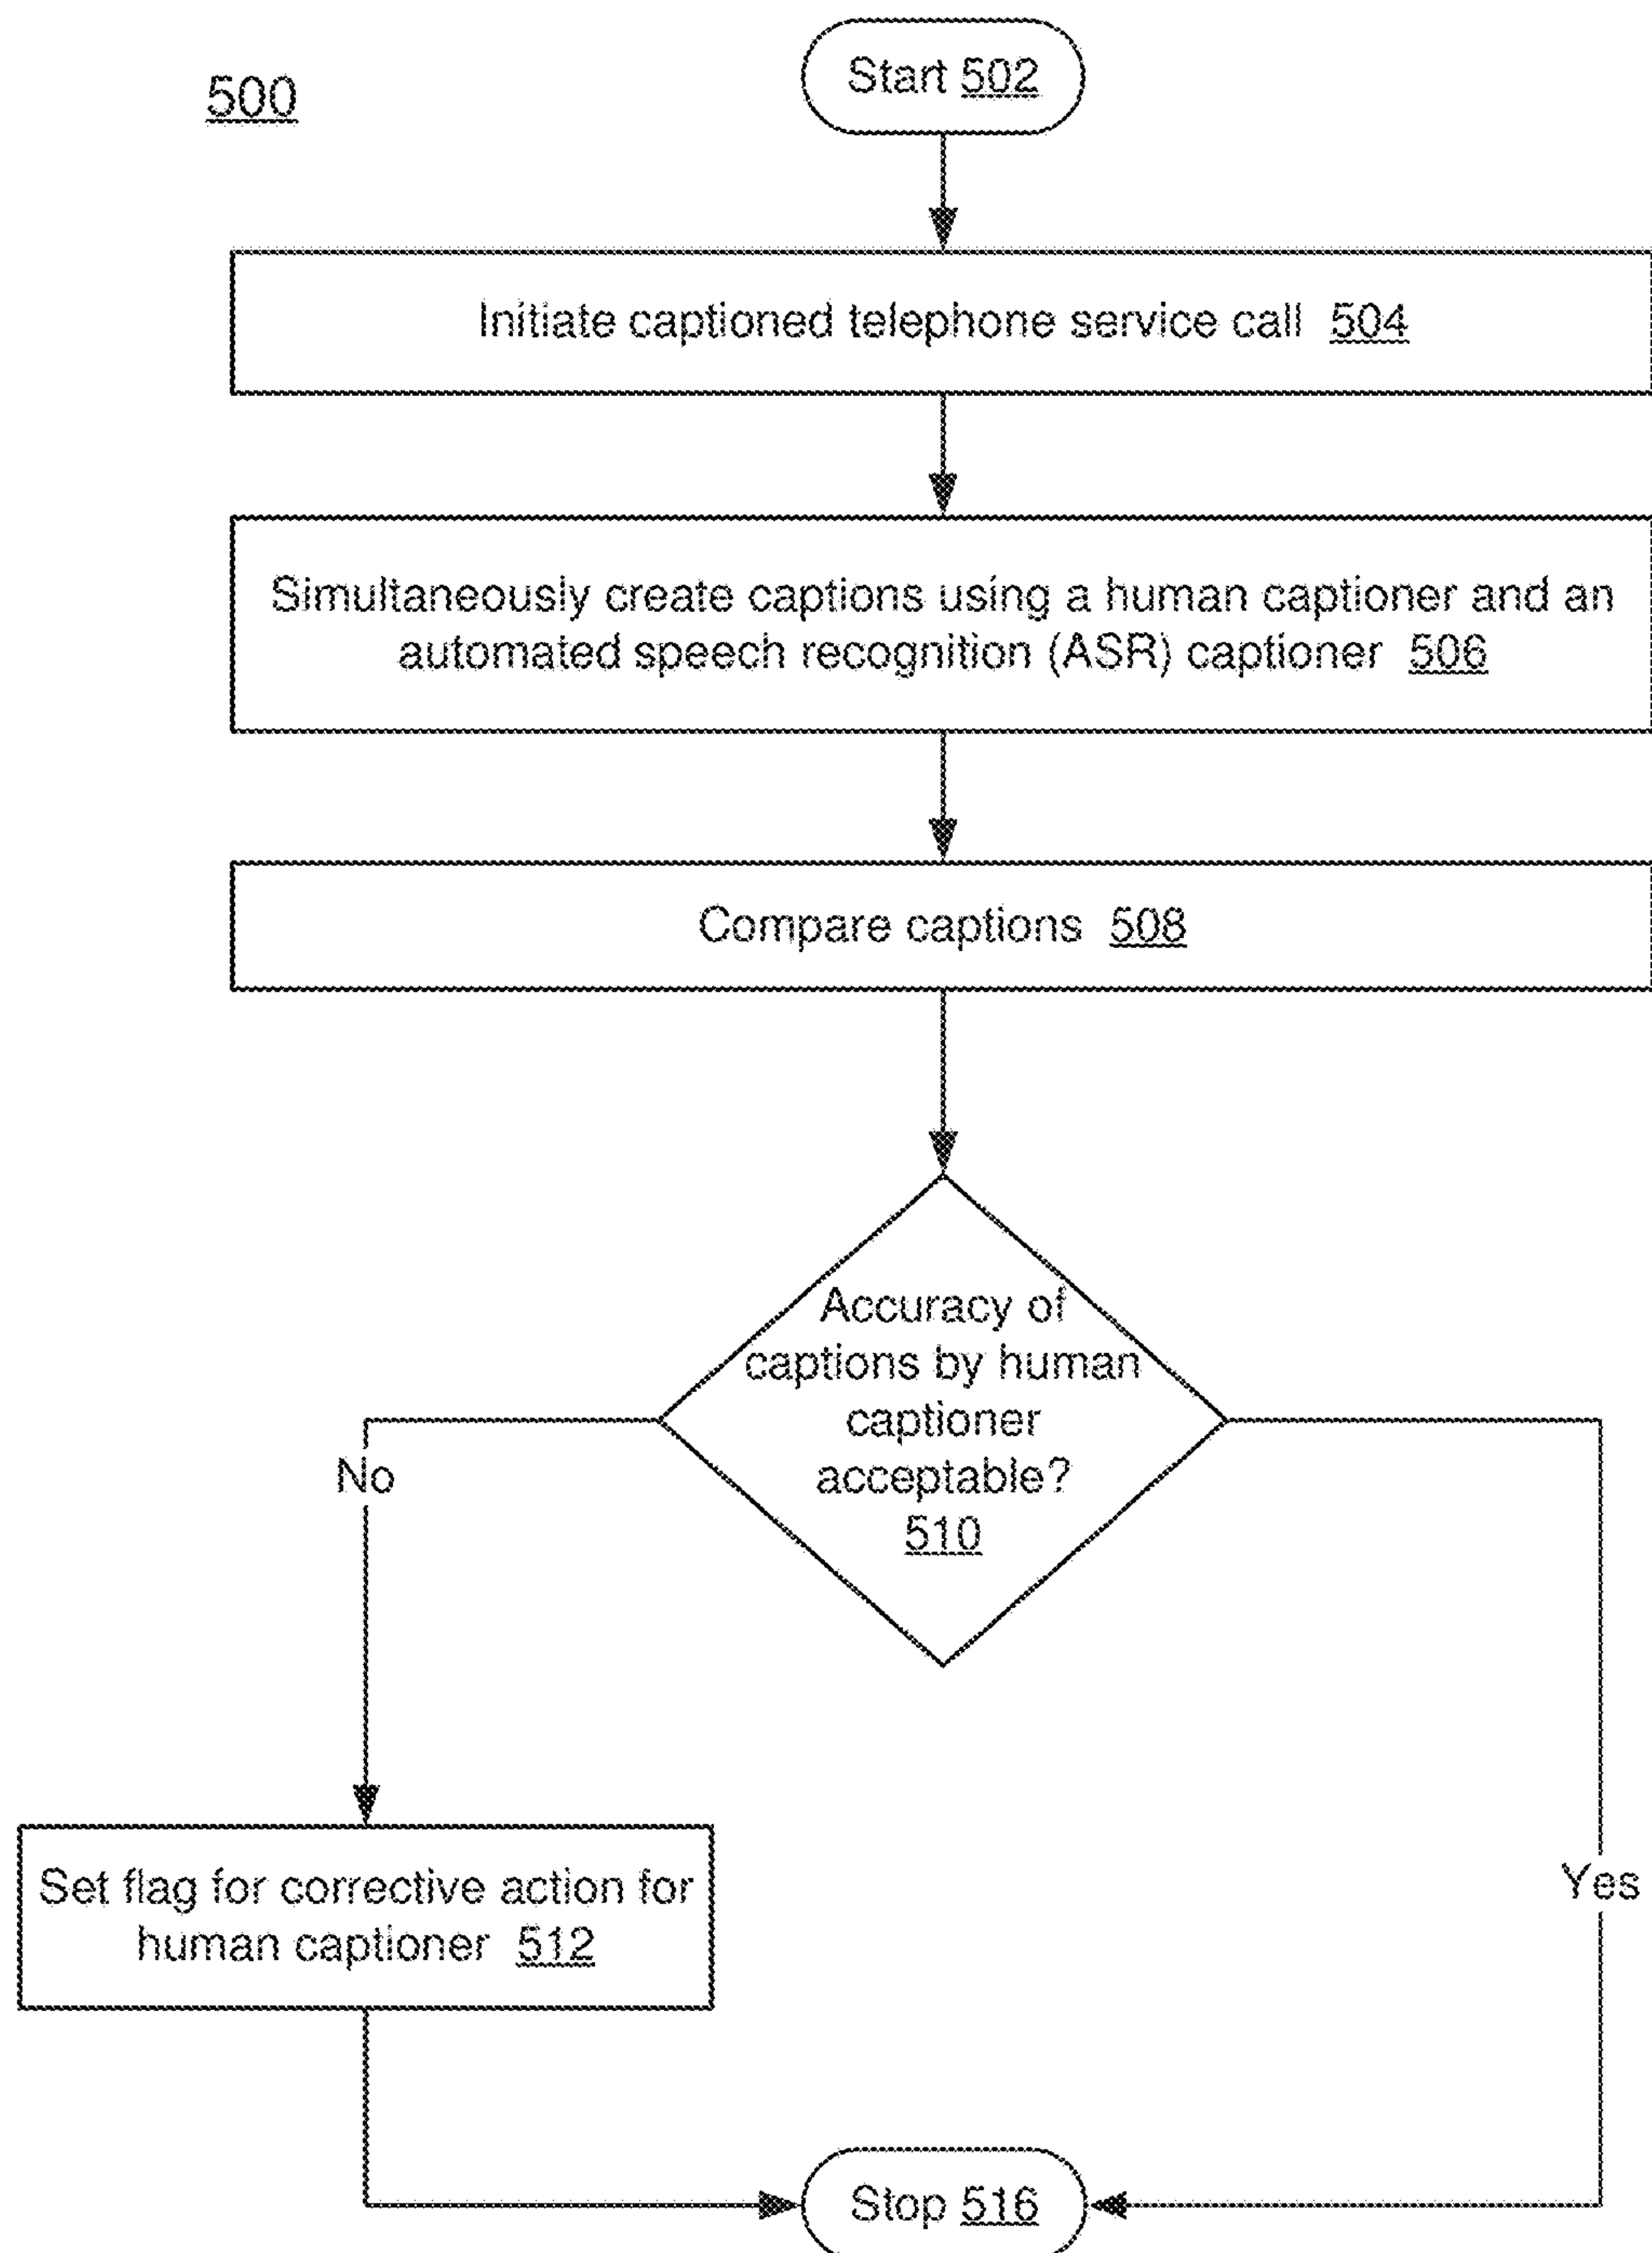 500
Start 502
Initiate captioned telephone service call 504
Simultaneously create captions using a human captioner and an
automated speech recognition (ASR) captioner 506
Compare captions 508
Accuracy of
captions by human
captioner
acceptable?
510
No
Yes
Set flag for corrective action for
human captioner 512
Stop 516